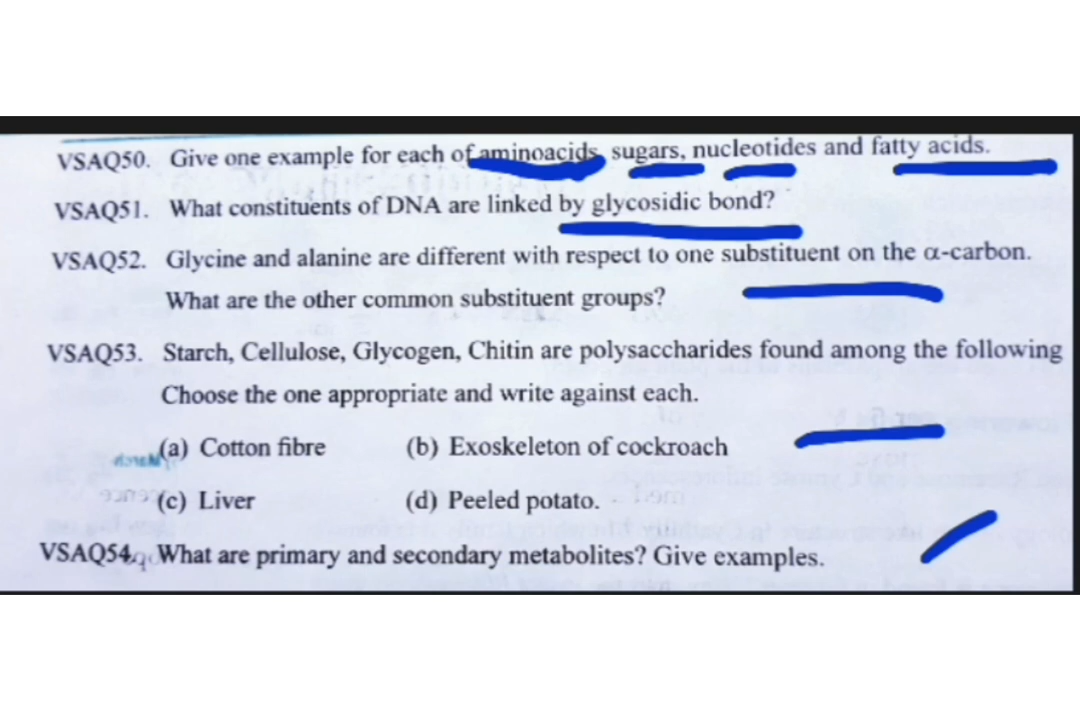 VSAQ50. Give one example for each of aminoacids, sugars, nucleotides and fatty acids.
VSAQ51. What constituents of DNA are linked by glycosidic bond?
VSAQ52. Glycine and alanine are different with respect to one substituent on the α-carbon.
What are the other common substituent groups?
VSAQ53. Starch, Cellulose, Glycogen, Chitin are polysaccharides found among the following
Choose the one appropriate and write against each.
(a) Cotton fibre (b) Exoskeleton of cockroach
(c) Liver (d) Peeled potato.
VSAQ54. What are primary and secondary metabolites? Give examples.